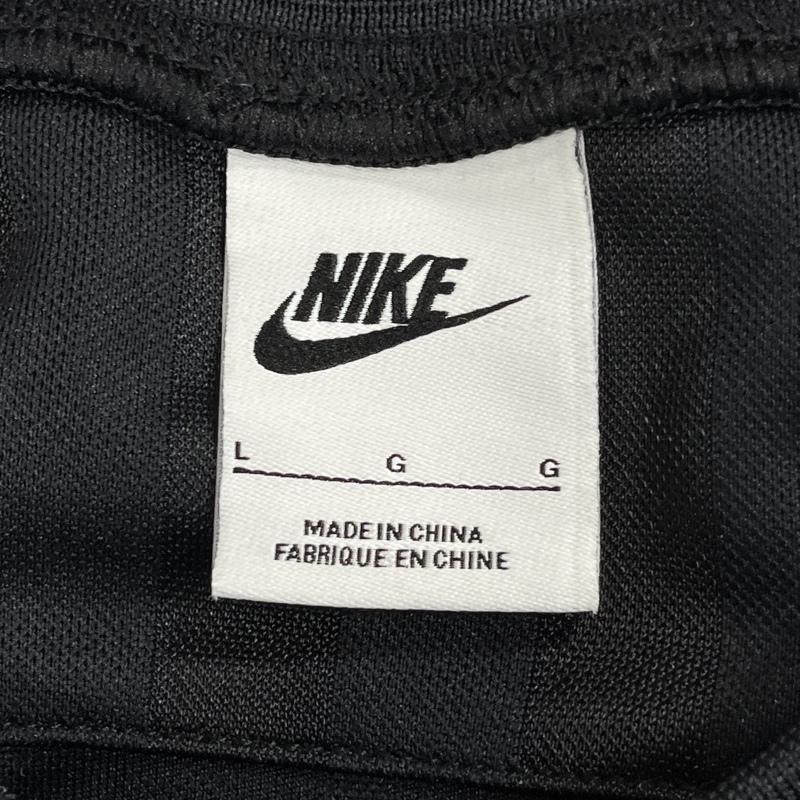 NIKE
L G G
MADE IN CHINA
FABRIQUE EN CHINE